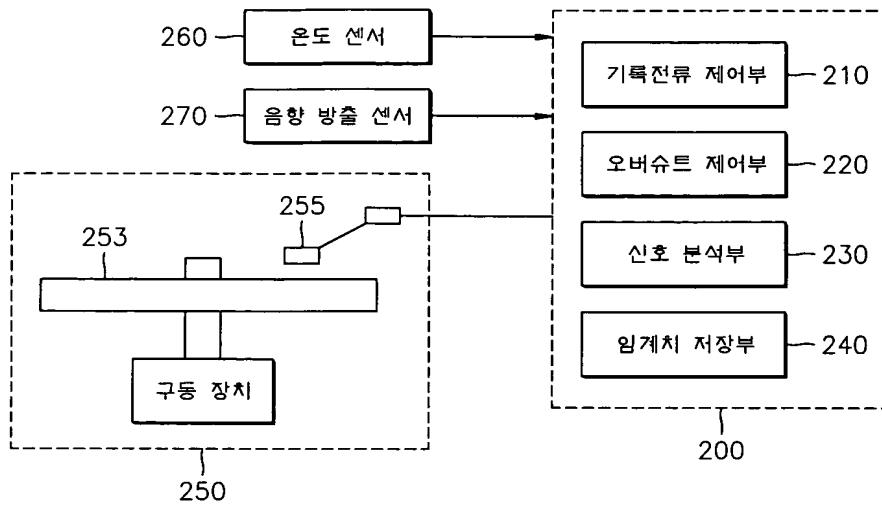 260 온도 센서
270 음향 방출 센서
기록전류 제어부 210
오버슈트 제어부 220
신호 분석부 230
임계치 저장부 240
200
255
253
구동 장치
250